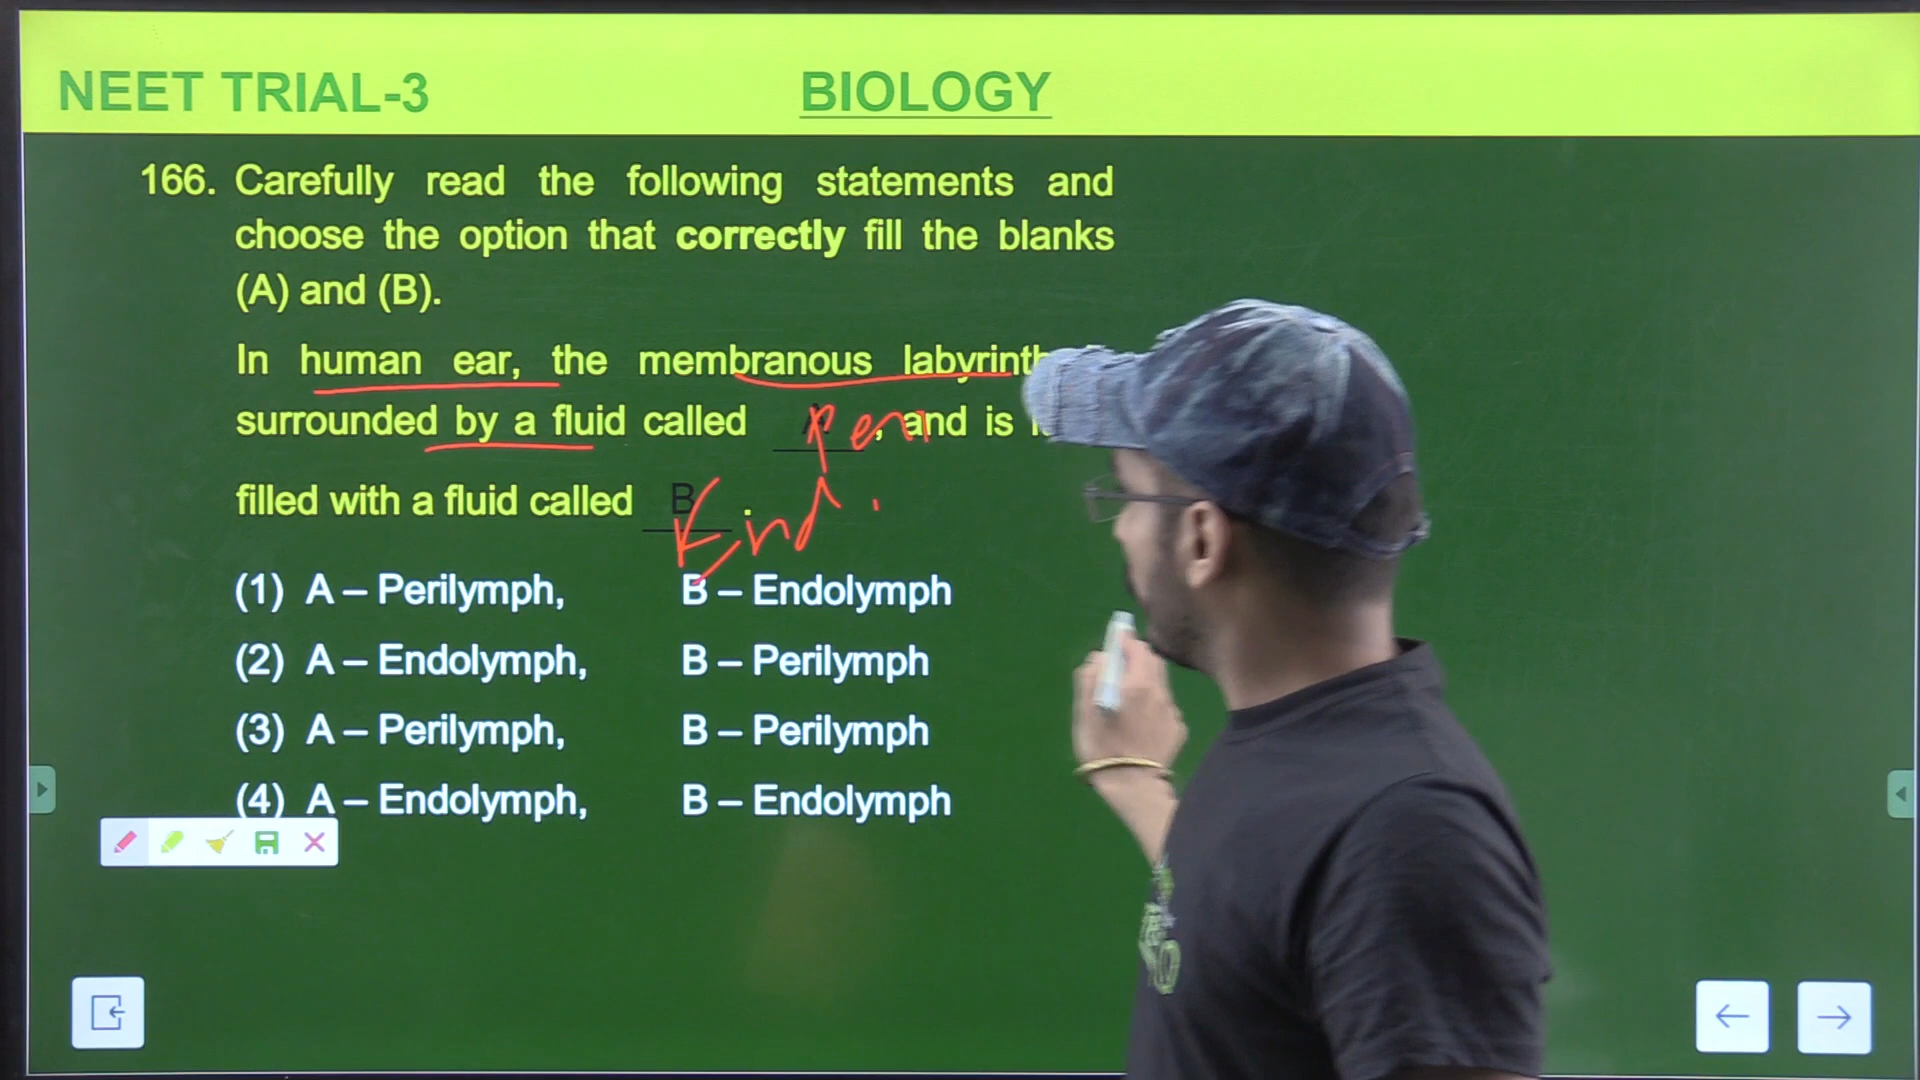 NEET TRIAL-3
BIOLOGY
166. Carefully read the following statements and
choose the option that correctly fill the blanks
(A) and (B).
In human ear, the membranous labyrinth
surrounded by a fluid called A, and is
Peri
filled with a fluid called B.
End.
(1) A – Perilymph, B – Endolymph
(2) A – Endolymph, B – Perilymph
(3) A – Perilymph, B – Perilymph
(4) A – Endolymph, B – Endolymph